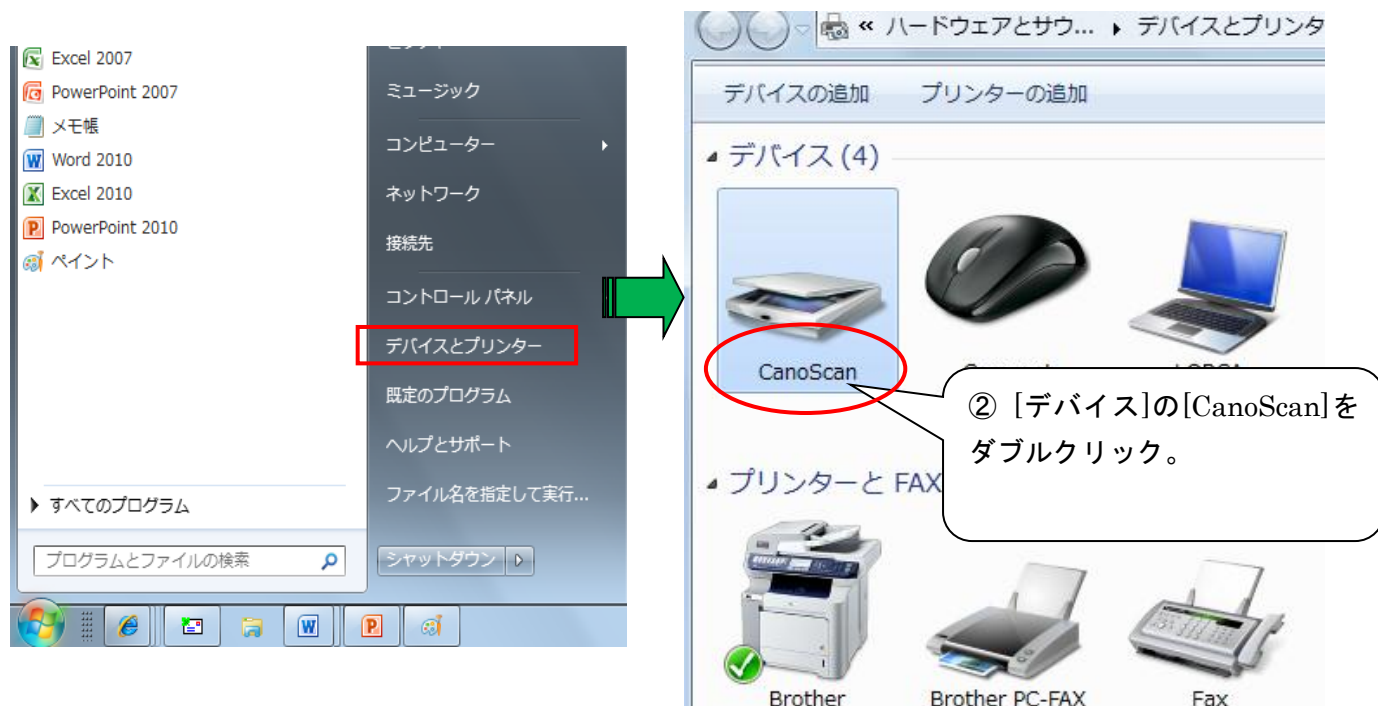 Excel 2007
PowerPoint 2007
メモ帳
Word 2010
Excel 2010
PowerPoint 2010
ペイント
すべてのプログラム
プログラムとファイルの検索
ミュージック
コンピューター
ネットワーク
接続先
コントロール パネル
デバイスとプリンター
既定のプログラム
ヘルプとサポート
ファイル名を指定して実行...
シャットダウン
« ハードウェアとサウ... ▸ デバイスとプリンタ
デバイスの追加 プリンターの追加
デバイス (4)
CanoScan
② [デバイス]の[CanoScan]を
ダブルクリック。
プリンターと FAX
Brother Brother PC-FAX Fax